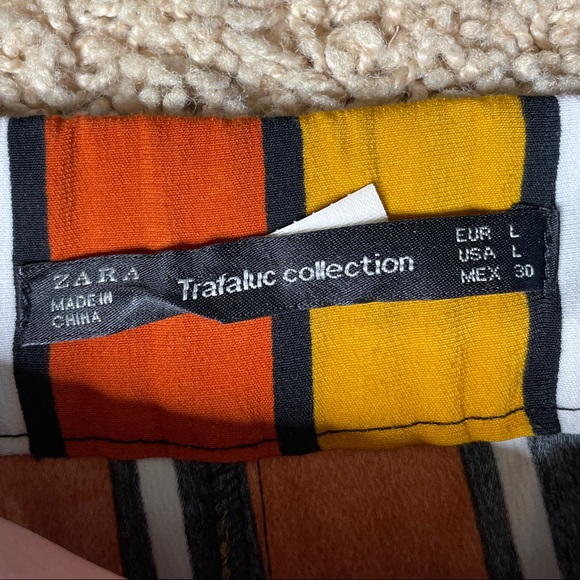 ZARA
MADE IN
CHINA
Trafaluc collection
EUR L
USA L
MEX 30